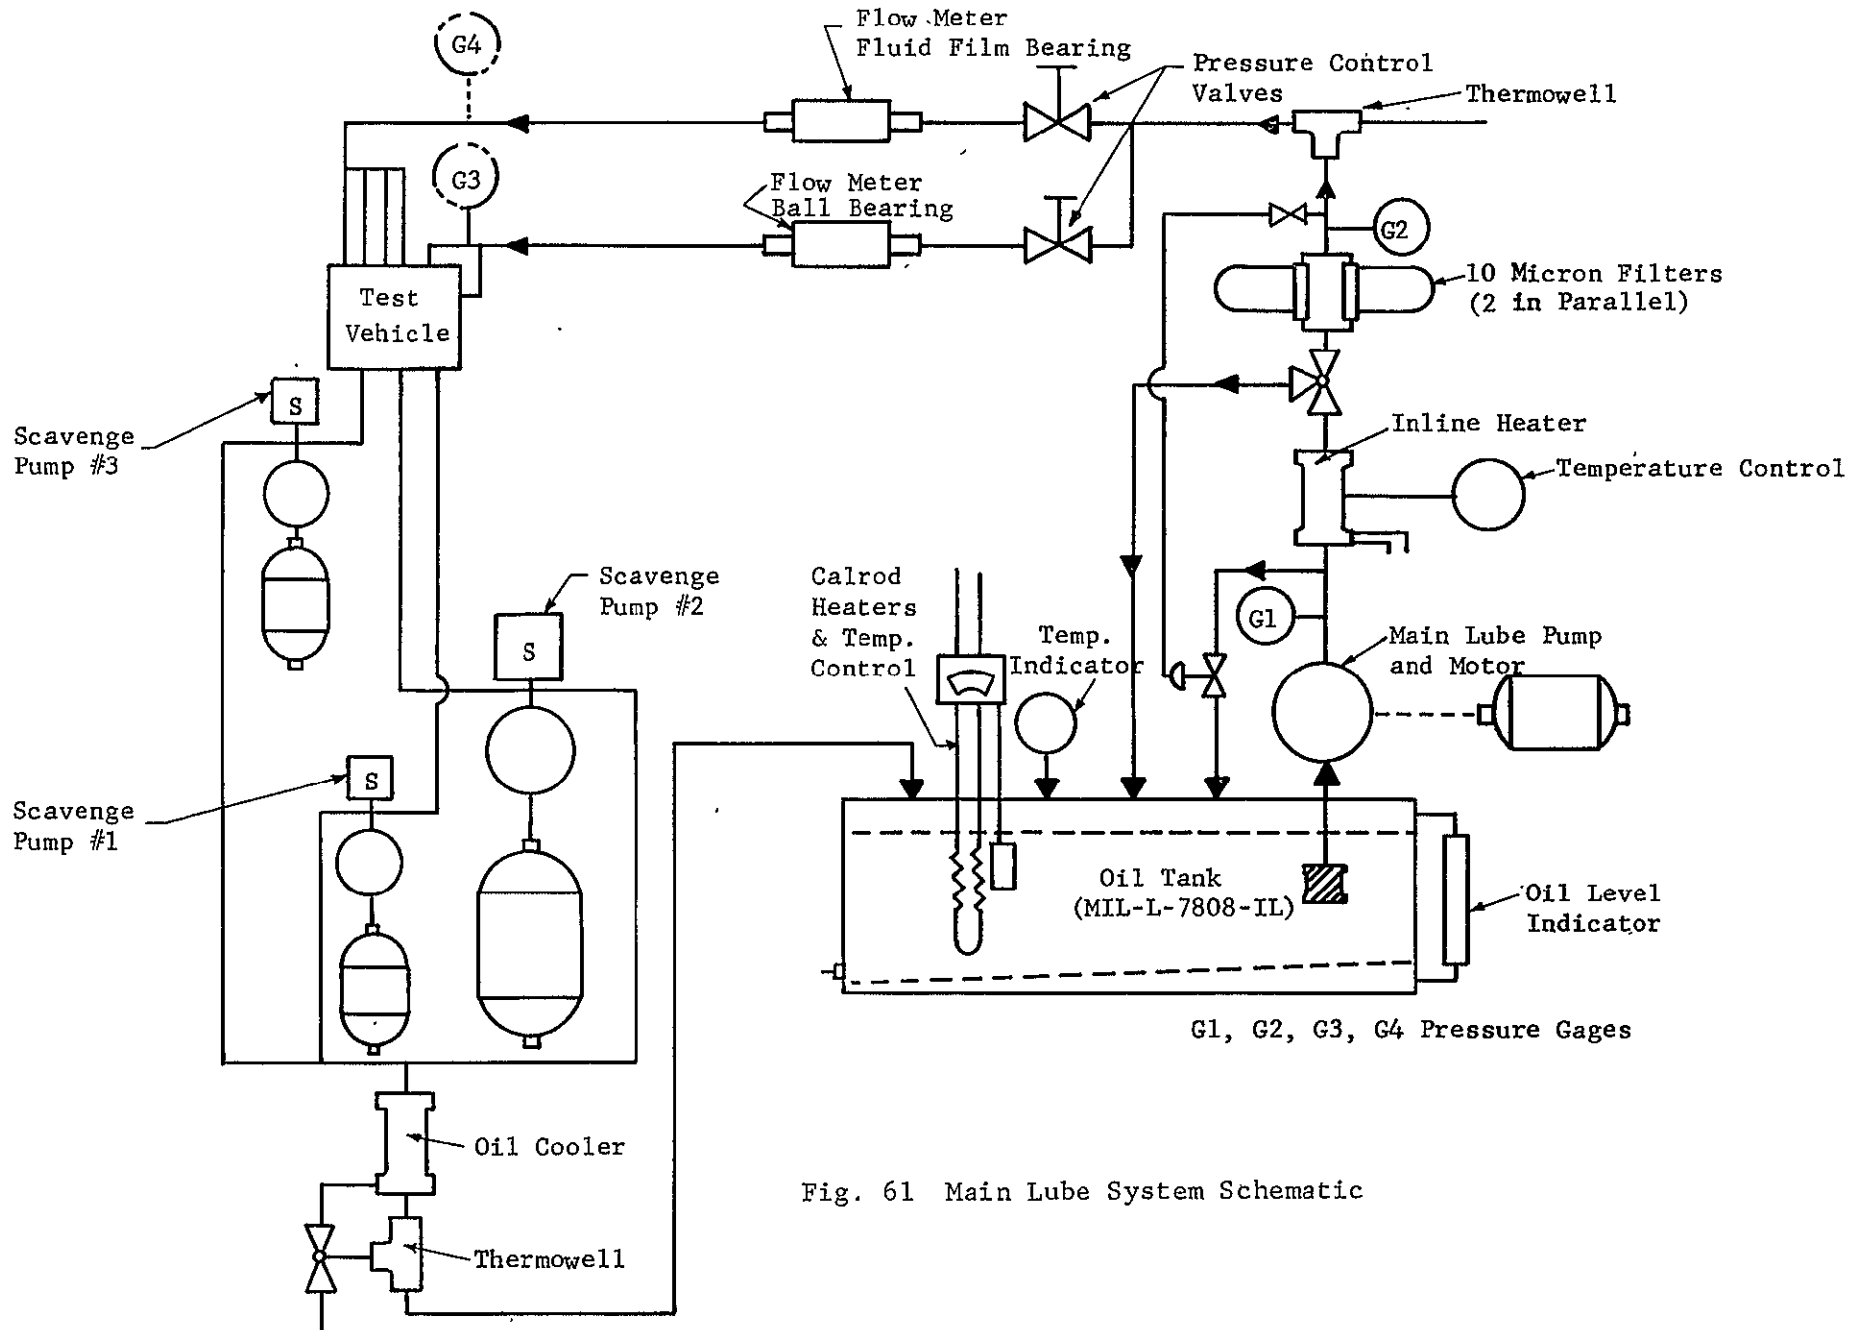 G4
Flow Meter
Fluid Film Bearing
Pressure Control
Valves
Thermowell
G3
Flow Meter
Ball Bearing
G2
Test
Vehicle
10 Micron Filters
(2 in Parallel)
S
Scavenge
Pump #3
Inline Heater
Temperature Control
Scavenge
Pump #2
S
Calrod
Heaters
& Temp.
Control
Temp.
Indicator
G1
Main Lube Pump
and Motor
S
Scavenge
Pump #1
Oil Tank
(MIL-L-7808-IL)
Oil Level
Indicator
G1, G2, G3, G4 Pressure Gages
Oil Cooler
Thermowell
Fig. 61 Main Lube System Schematic